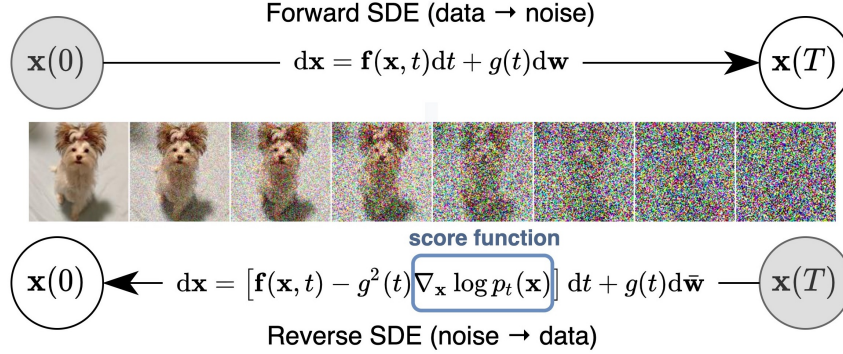 Forward SDE (data → noise)
x(0) dx = f(x, t)dt + g(t)dw x(T)
score function
x(0) dx = [f(x, t) − g²(t)∇ₓ log pₜ(x)] dt + g(t)dw̄ x(T)
Reverse SDE (noise → data)